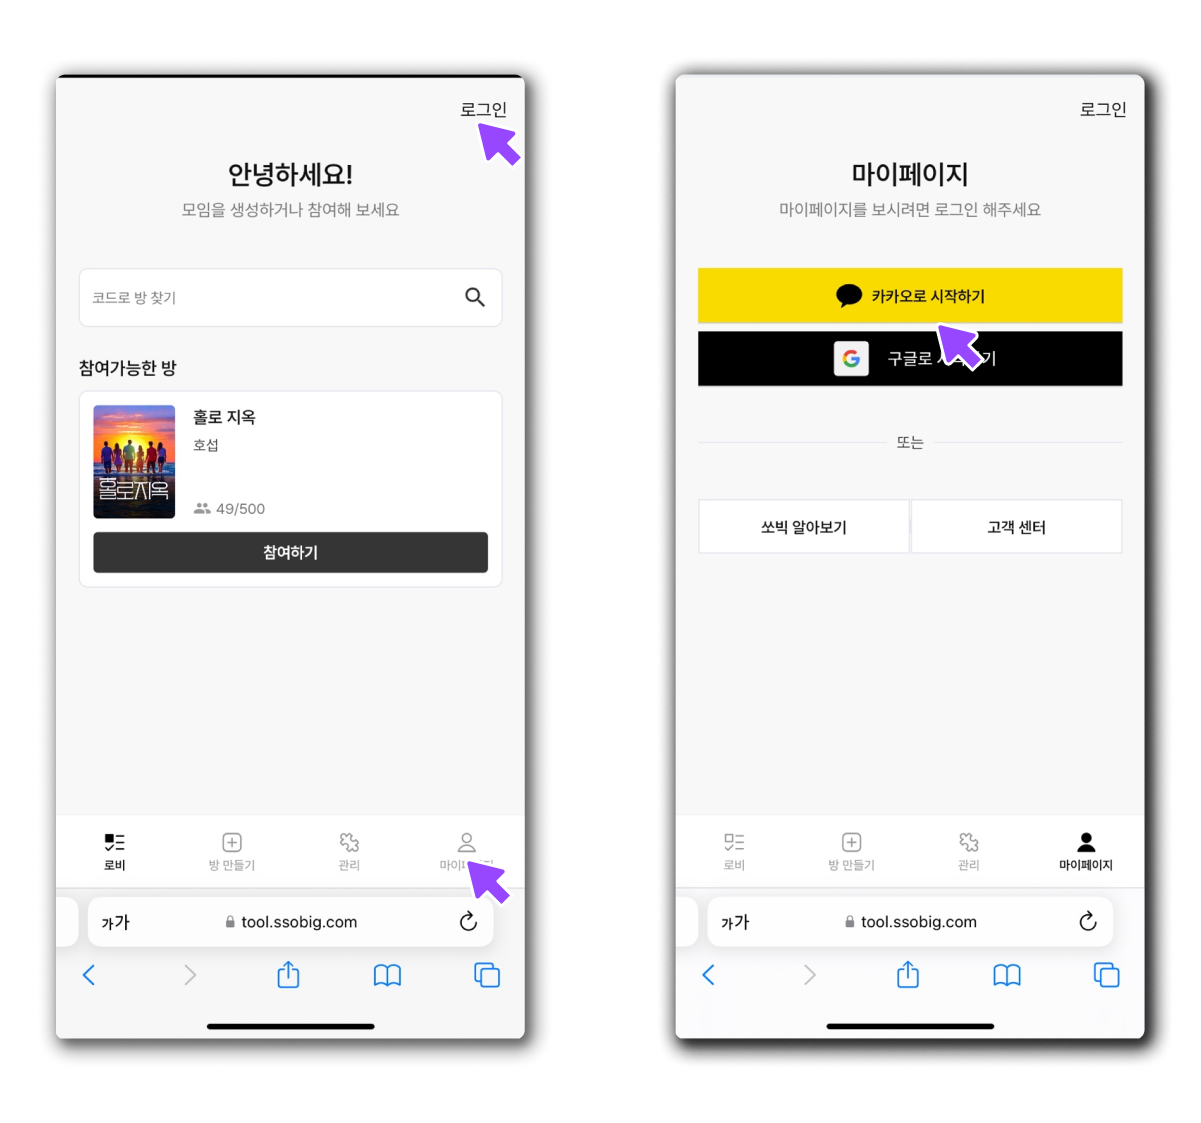 로그인
안녕하세요!
모임을 생성하거나 참여해 보세요
코드로 방 찾기
참여가능한 방
홀로 지옥
호섭
홀로지옥
49/500
참여하기
로비
방 만들기
관리
가가
tool.ssobig.com
로그인
마이페이지
마이페이지를 보시려면 로그인 해주세요
카카오로 시작하기
구글로
또는
쏘빅 알아보기
고객 센터
로비
방 만들기
관리
마이페이지
가가
tool.ssobig.com